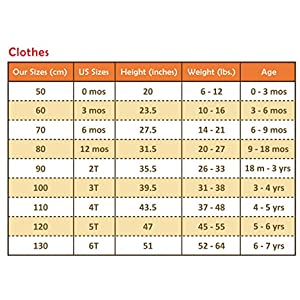 Clothes
Our Sizes (cm) US Sizes Height (inches) Weight (lbs.) Age
50 0 mos 20 6 - 12 0 - 3 mos
60 3 mos 23.5 10 - 16 3 - 6 mos
70 6 mos 27.5 14 - 21 6 - 9 mos
80 12 mos 31.5 20 - 27 9 - 18 mos
90 2T 35.5 26 - 33 18 m - 3 yrs
100 3T 39.5 31 - 38 3 - 4 yrs
110 4T 43.5 37 - 48 4 - 5 yrs
120 5T 47 45 - 55 5 - 6 yrs
130 6T 51 52 - 64 6 - 7 yrs